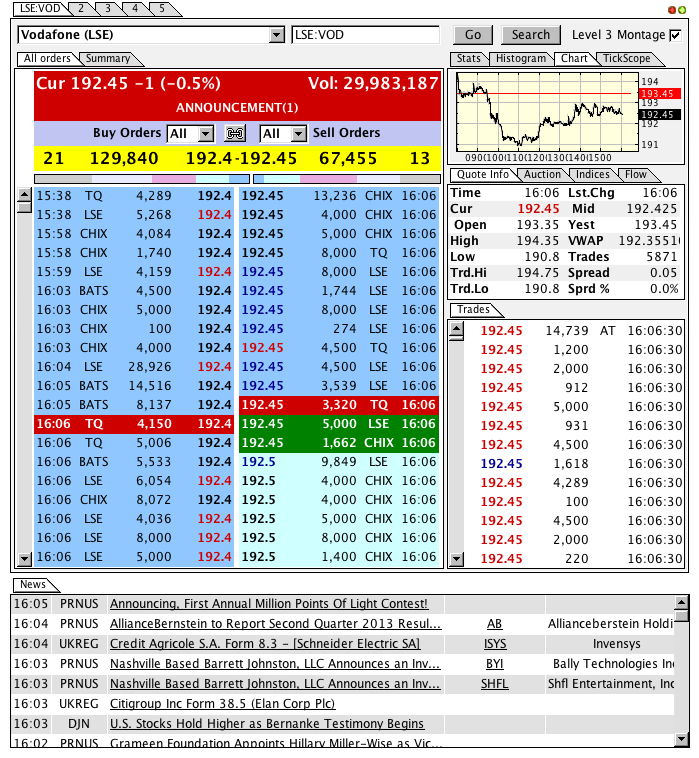 LSE:VOD 2 3 4 5
Vodafone (LSE) LSE:VOD Go Search Level 3 Montage
All orders Summary
Stats Histogram Chart TickScope
Cur 192.45 -1 (-0.5%) Vol: 29,983,187
ANNOUNCEMENT(1)
Buy Orders All All Sell Orders
21 129,840 192.4-192.45 67,455 13
194
193.45
193
192.45
192
191
Quote Info Auction Indices Flow
Time 16:06 Lst.Chg 16:06
Cur 192.45 Mid 192.425
Open 193.35 Yest 193.45
High 194.35 VWAP 192.3551
Low 190.8 Trades 5871
Trd.Hi 194.75 Spread 0.05
Trd.Lo 190.8 Sprd % 0.0%
15:38 TQ 4,289 192.4 192.45 13,236 CHIX 16:06
15:38 LSE 5,268 192.4 192.45 4,000 CHIX 16:06
15:58 CHIX 4,084 192.4 192.45 5,000 CHIX 16:06
15:58 CHIX 1,740 192.4 192.45 8,000 TQ 16:06
15:59 LSE 4,159 192.4 192.45 8,000 LSE 16:06
16:03 BATS 4,500 192.4 192.45 1,744 LSE 16:06
16:03 CHIX 5,000 192.4 192.45 8,000 LSE 16:06
16:03 CHIX 100 192.4 192.45 274 LSE 16:06
16:03 CHIX 4,000 192.4 192.45 4,500 TQ 16:06
16:04 LSE 28,926 192.4 192.45 4,500 LSE 16:06
16:05 BATS 14,516 192.4 192.45 3,539 LSE 16:06
16:05 BATS 8,137 192.4 192.45 3,320 TQ 16:06
16:06 TQ 4,150 192.4 192.45 5,000 LSE 16:06
16:06 TQ 5,006 192.4 192.45 1,662 CHIX 16:06
16:06 BATS 5,533 192.4 192.5 9,849 LSE 16:06
16:06 LSE 6,054 192.4 192.5 4,000 CHIX 16:06
16:06 CHIX 8,072 192.4 192.5 4,000 CHIX 16:06
16:06 LSE 4,036 192.4 192.5 5,000 CHIX 16:06
16:06 LSE 8,000 192.4 192.5 8,000 CHIX 16:06
16:06 LSE 5,000 192.4 192.5 1,400 CHIX 16:06
Trades
192.45 14,739 AT 16:06:30
192.45 1,200 16:06:30
192.45 2,000 16:06:30
192.45 912 16:06:30
192.45 5,000 16:06:30
192.45 931 16:06:30
192.45 4,500 16:06:30
192.45 1,618 16:06:30
192.45 4,289 16:06:30
192.45 100 16:06:30
192.45 4,500 16:06:30
192.45 2,000 16:06:30
192.45 220 16:06:30
News
16:05 PRNUS Announcing, First Annual Million Points Of Light Contest!
16:04 PRNUS AllianceBernstein to Report Second Quarter 2013 Resul... AB Allianceberstein Holdi
16:04 UKREG Credit Agricole S.A. Form 8.3 - [Schneider Electric SA] ISYS Invensys
16:03 PRNUS Nashville Based Barrett Johnston, LLC Announces an Inv... BYI Bally Technologies Inc
16:03 PRNUS Nashville Based Barrett Johnston, LLC Announces an Inv... SHFL Shfl Entertainment, Inc
16:03 UKREG Citigroup Inc Form 38.5 (Elan Corp Plc)
16:03 DJN U.S. Stocks Hold Higher as Bernanke Testimony Begins
16:02 PRNUS Grameen Foundation Appoints Hillary Miller-Wise as Vic...